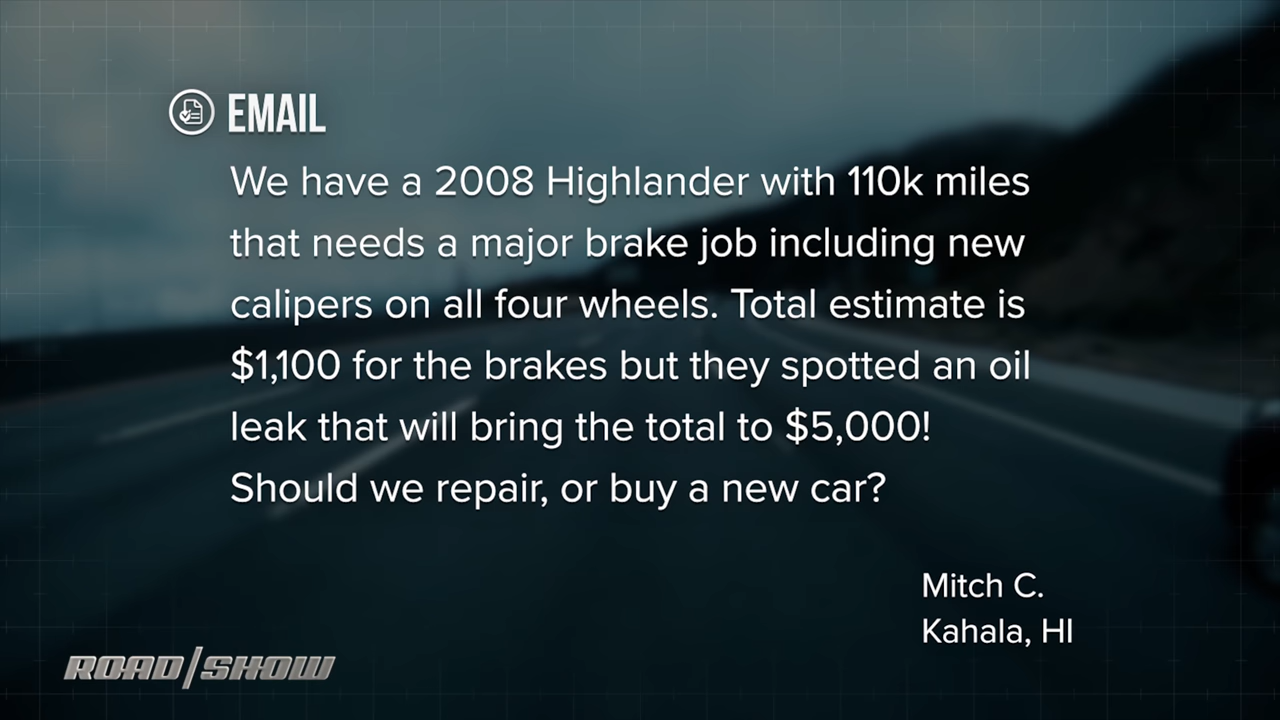 EMAIL
We have a 2008 Highlander with 110k miles
that needs a major brake job including new
calipers on all four wheels. Total estimate is
$1,100 for the brakes but they spotted an oil
leak that will bring the total to $5,000!
Should we repair, or buy a new car?
Mitch C.
Kahala, HI
ROAD/SHOW